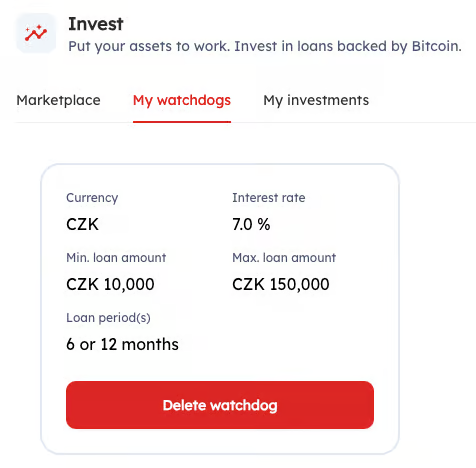 Invest
Put your assets to work. Invest in loans backed by Bitcoin.
Marketplace My watchdogs My investments
Currency Interest rate
CZK 7.0 %
Min. loan amount Max. loan amount
CZK 10,000 CZK 150,000
Loan period(s)
6 or 12 months
Delete watchdog